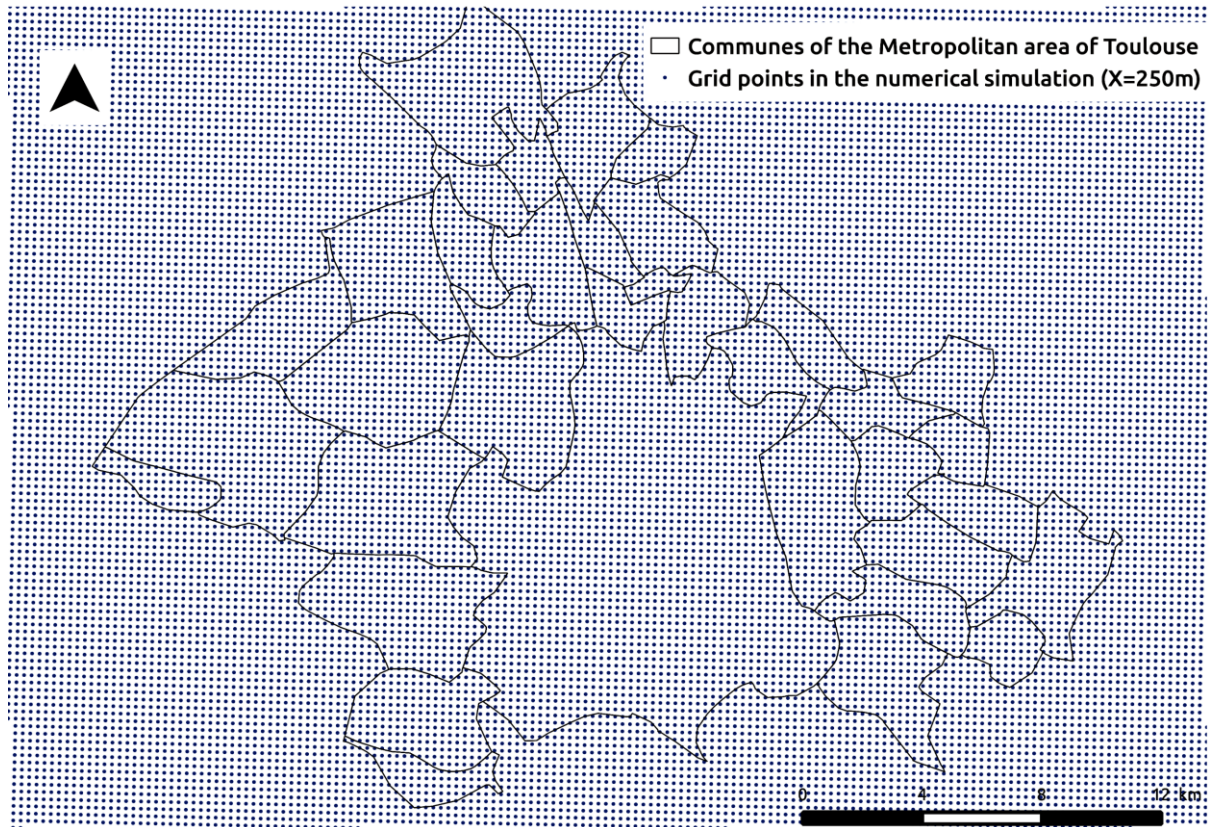 Communes of the Metropolitan area of Toulouse
Grid points in the numerical simulation (X=250m)
0 4 8 12 km